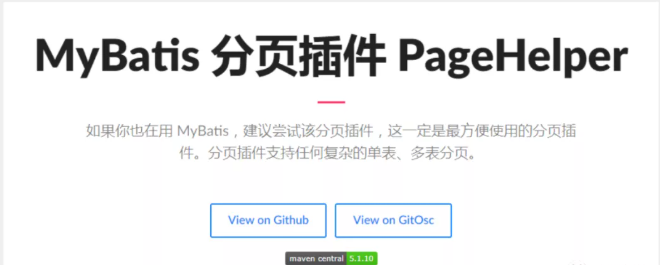 MyBatis 分页插件 PageHelper
如果你也在用 MyBatis，建议尝试该分页插件，这一定是最方便使用的分页插
件。分页插件支持任何复杂的单表、多表分页。
View on Github View on GitOsc
maven central 5.1.10